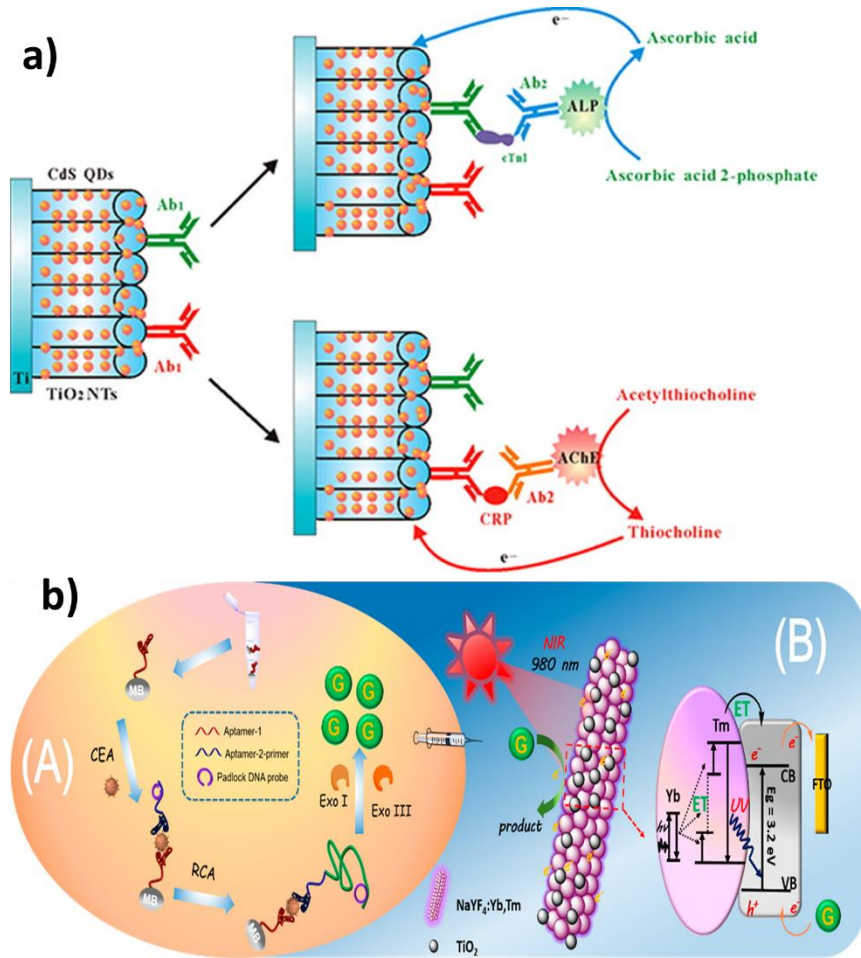 a)
e⁻
Ascorbic acid
Ab2
ALP
cTnI
Ascorbic acid 2-phosphate
CdS QDs
Ab1
Ab1
Ti
TiO2 NTs
Acetylthiocholine
AChE
Ab2
CRP
Thiocholine
e⁻
b)
(A)
MB
CEA
Aptamer-1
Aptamer-2-primer
Padlock DNA probe
G
G
G
G
Exo I
Exo III
MB
RCA
MB
(B)
NIR
980 nm
G
product
NaYF4:Yb,Tm
TiO2
Tm
ET
e⁻
e⁻
CB
FTO
Yb
ET
UV
hν
Eg = 3.2 eV
VB
h⁺
e⁻
G